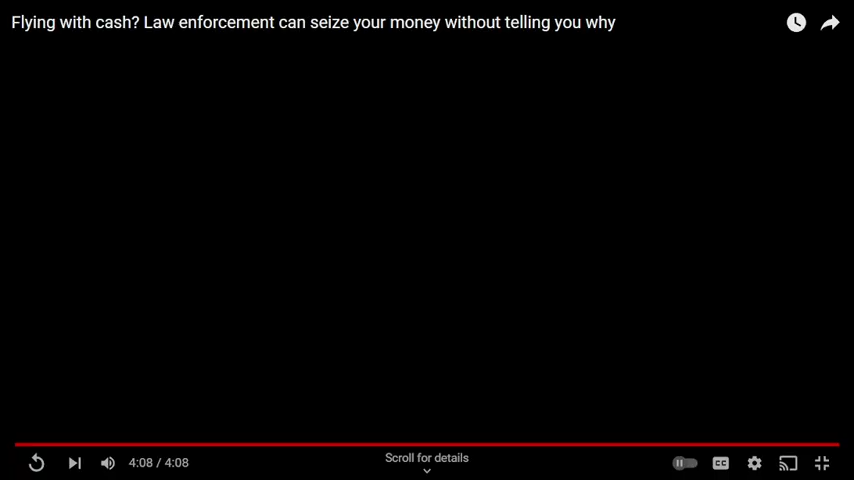 Flying with cash? Law enforcement can seize your money without telling you why
4:08 / 4:08
Scroll for details
CC